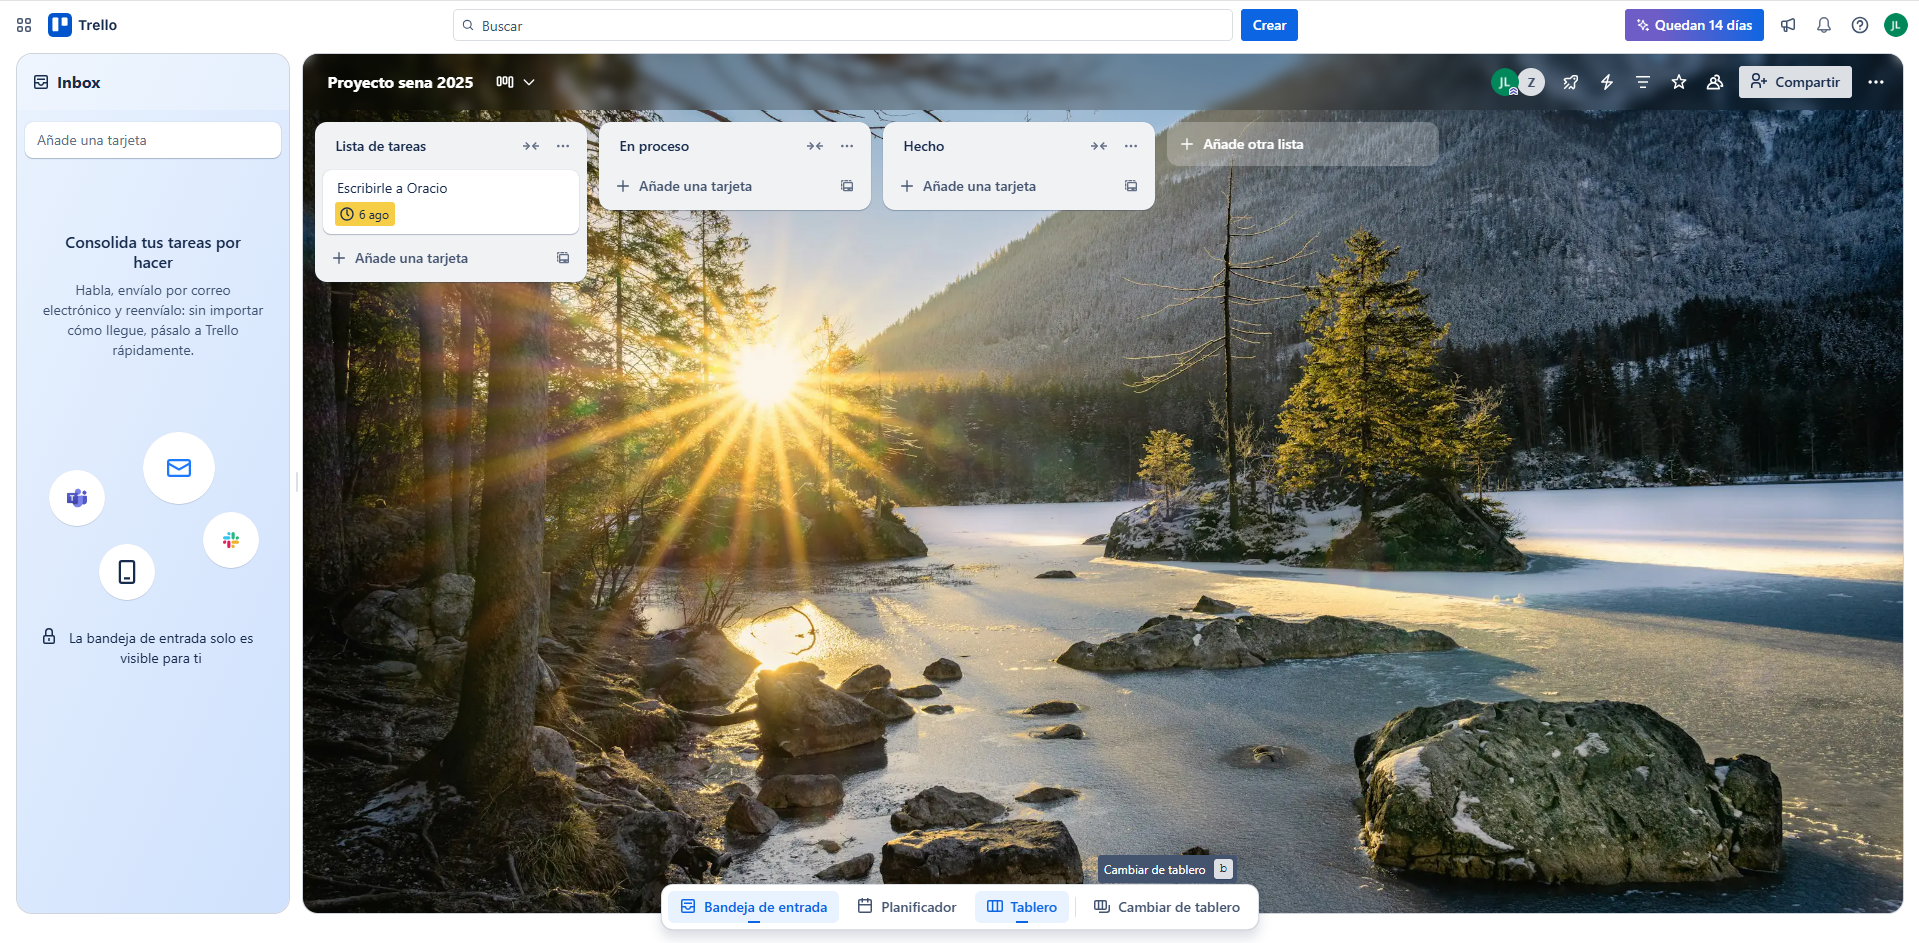 Trello
Buscar
Crear
Quedan 14 días
JL
Inbox
Añade una tarjeta
Consolida tus tareas por
hacer
Habla, envíalo por correo
electrónico y reenvíalo: sin importar
cómo llegue, pásalo a Trello
rápidamente.
La bandeja de entrada solo es
visible para ti
Proyecto sena 2025
JL
Z
Compartir
Lista de tareas
Escribirle a Oracio
6 ago
Añade una tarjeta
En proceso
Añade una tarjeta
Hecho
Añade una tarjeta
Añade otra lista
Cambiar de tablero b
Bandeja de entrada
Planificador
Tablero
Cambiar de tablero